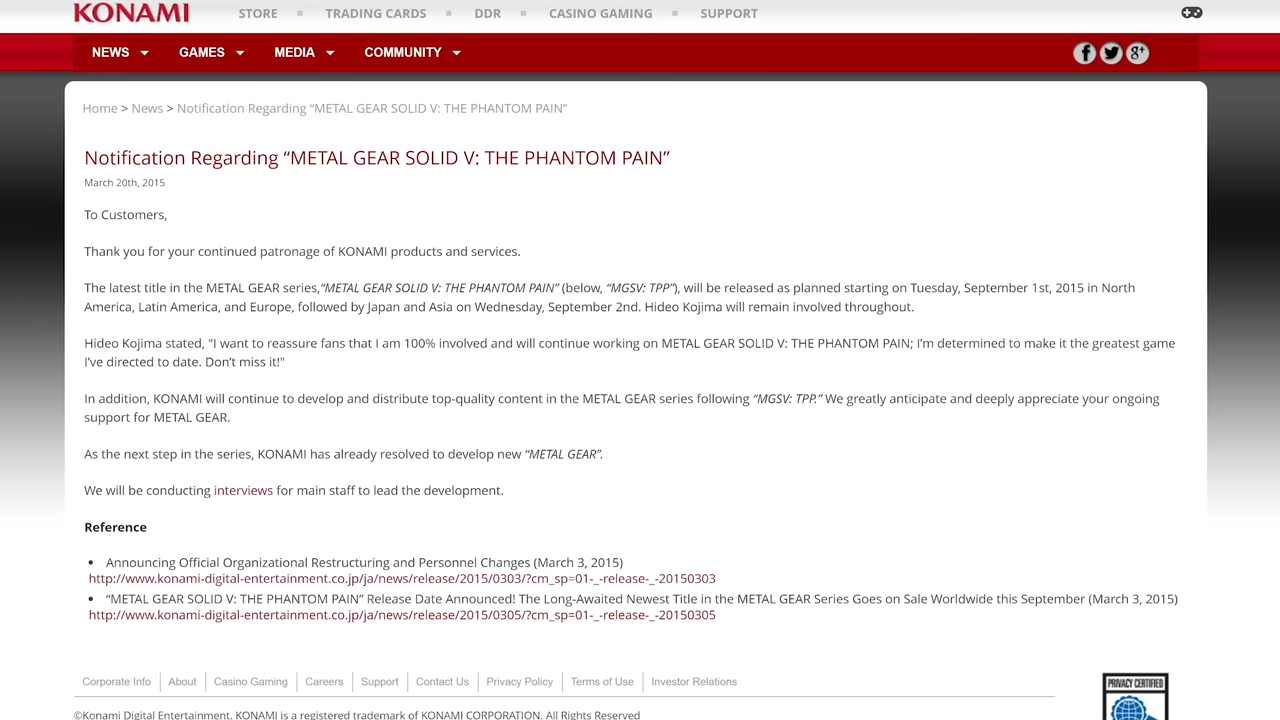 KONAMI
STORE TRADING CARDS DDR CASINO GAMING SUPPORT
NEWS GAMES MEDIA COMMUNITY
Home > News > Notification Regarding “METAL GEAR SOLID V: THE PHANTOM PAIN”
Notification Regarding “METAL GEAR SOLID V: THE PHANTOM PAIN”
March 20th, 2015
To Customers,
Thank you for your continued patronage of KONAMI products and services.
The latest title in the METAL GEAR series,“METAL GEAR SOLID V: THE PHANTOM PAIN” (below, “MGSV: TPP”), will be released as planned starting on Tuesday, September 1st, 2015 in North
America, Latin America, and Europe, followed by Japan and Asia on Wednesday, September 2nd. Hideo Kojima will remain involved throughout.
Hideo Kojima stated, "I want to reassure fans that I am 100% involved and will continue working on METAL GEAR SOLID V: THE PHANTOM PAIN; I’m determined to make it the greatest game
I’ve directed to date. Don’t miss it!"
In addition, KONAMI will continue to develop and distribute top-quality content in the METAL GEAR series following “MGSV: TPP.” We greatly anticipate and deeply appreciate your ongoing
support for METAL GEAR.
As the next step in the series, KONAMI has already resolved to develop new “METAL GEAR”.
We will be conducting interviews for main staff to lead the development.
Reference
• Announcing Official Organizational Restructuring and Personnel Changes (March 3, 2015)
http://www.konami-digital-entertainment.co.jp/ja/news/release/2015/0303/?cm_sp=01-_-release-_-20150303
• “METAL GEAR SOLID V: THE PHANTOM PAIN” Release Date Announced! The Long-Awaited Newest Title in the METAL GEAR Series Goes on Sale Worldwide this September (March 3, 2015)
http://www.konami-digital-entertainment.co.jp/ja/news/release/2015/0305/?cm_sp=01-_-release-_-20150305
Corporate Info About Casino Gaming Careers Support Contact Us Privacy Policy Terms of Use Investor Relations
PRIVACY CERTIFIED
©Konami Digital Entertainment. KONAMI is a registered trademark of KONAMI CORPORATION. All Rights Reserved